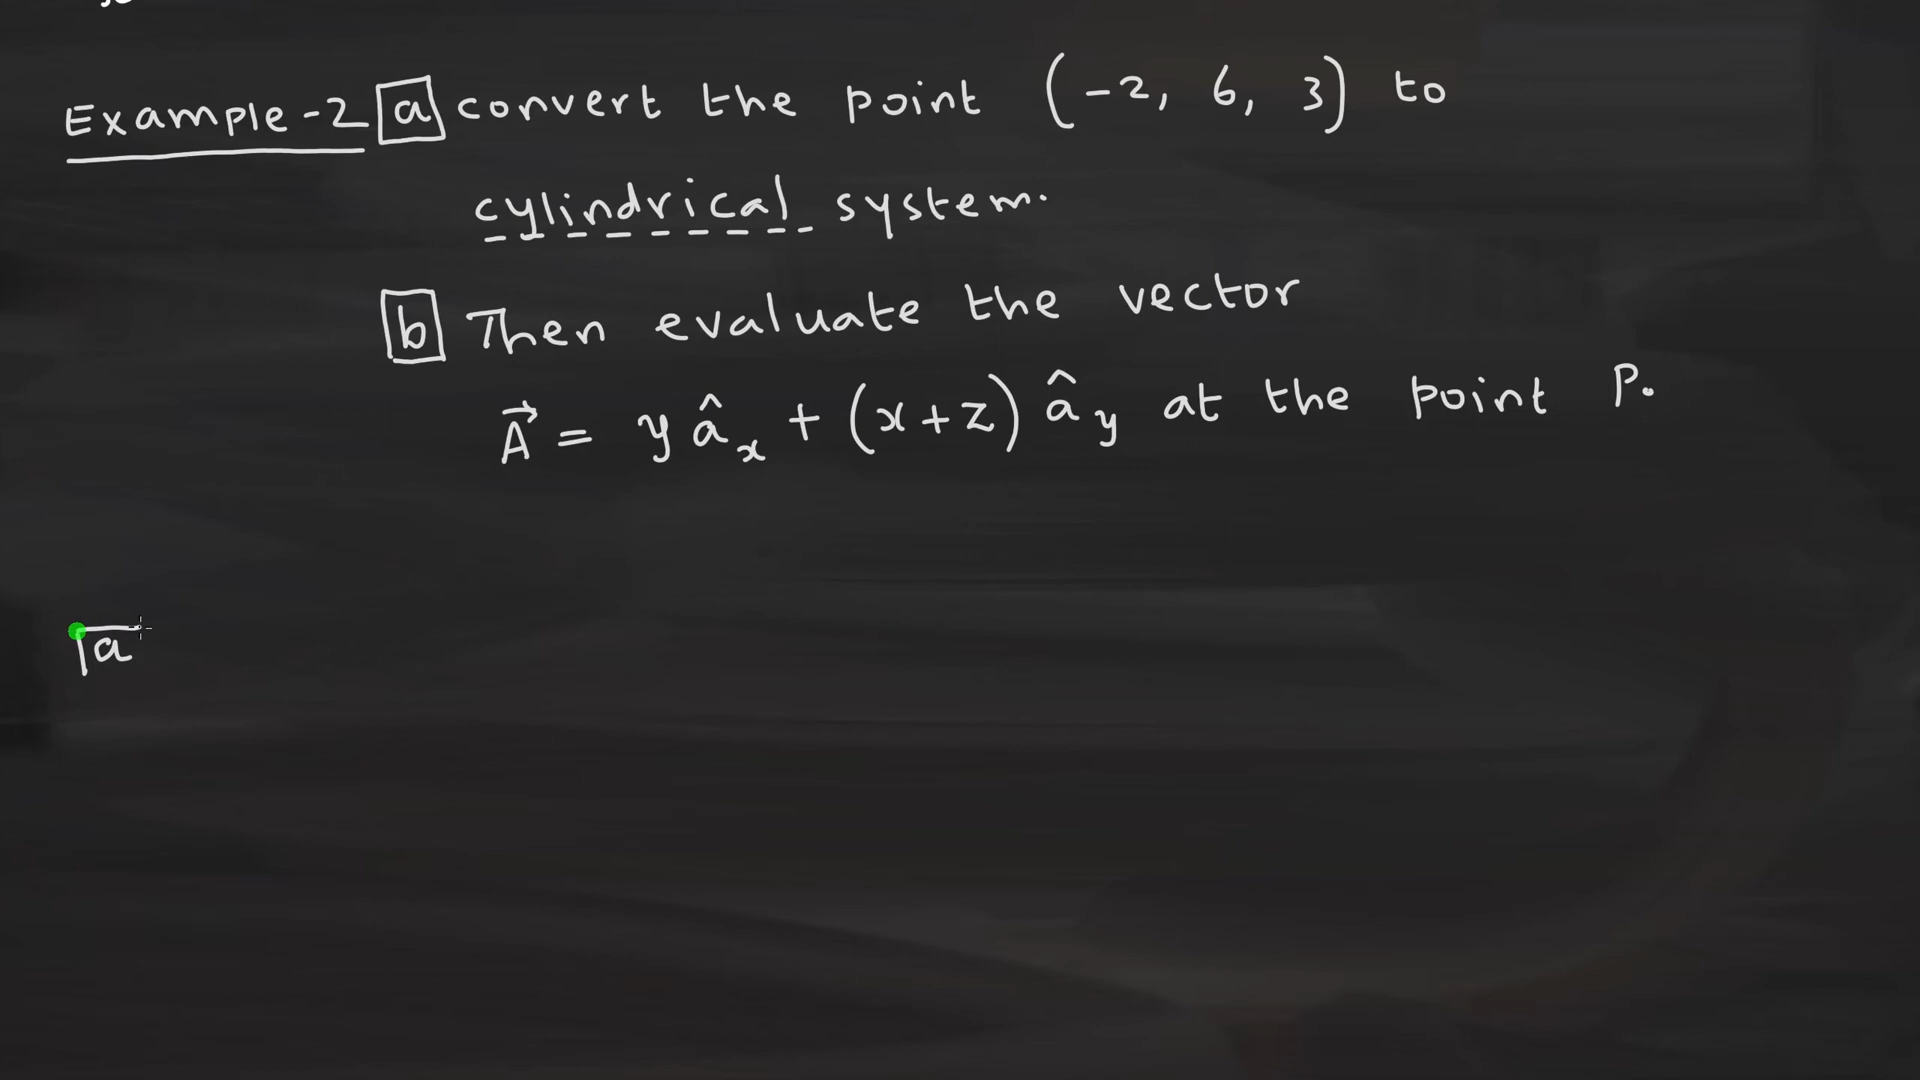 Example-2 a convert the point (-2, 6, 3) to
cylindrical system.
b Then evaluate the vector
A⃗ = y âₓ + (x+z) â_y at the point P.
a